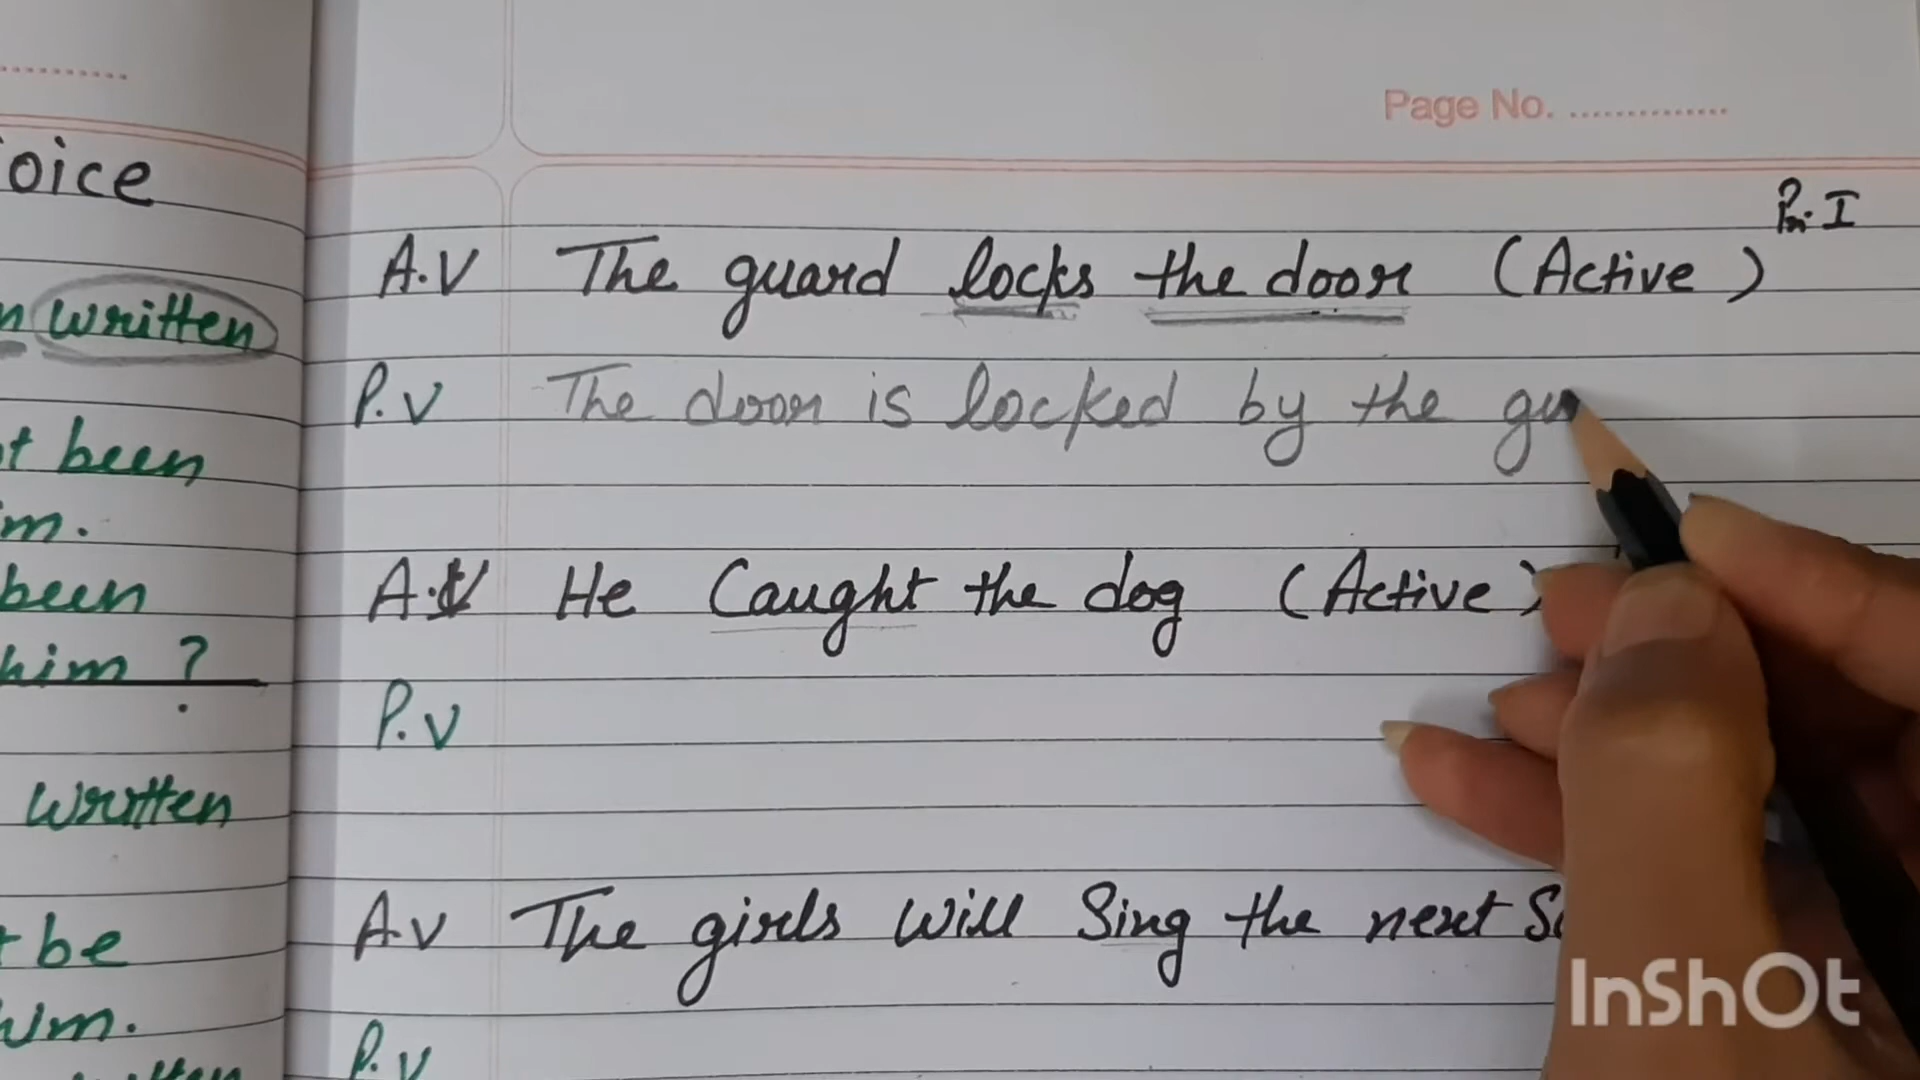 oice
written
t been
m.
been
him ?
written
be
Page No. ..............
Pr. I
A.V The guard locks the door (Active)
P.V The door is locked by the gu
A.V He Caught the dog (Active)
P.V
A.V The girls will Sing the next
P.V
InShOt